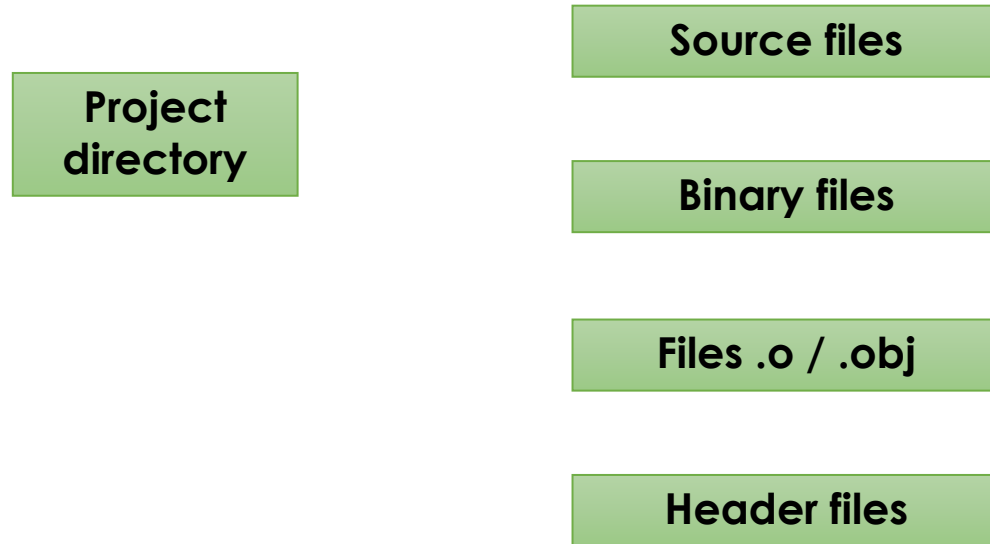 Project
directory
Source files
Binary files
Files .o / .obj
Header files